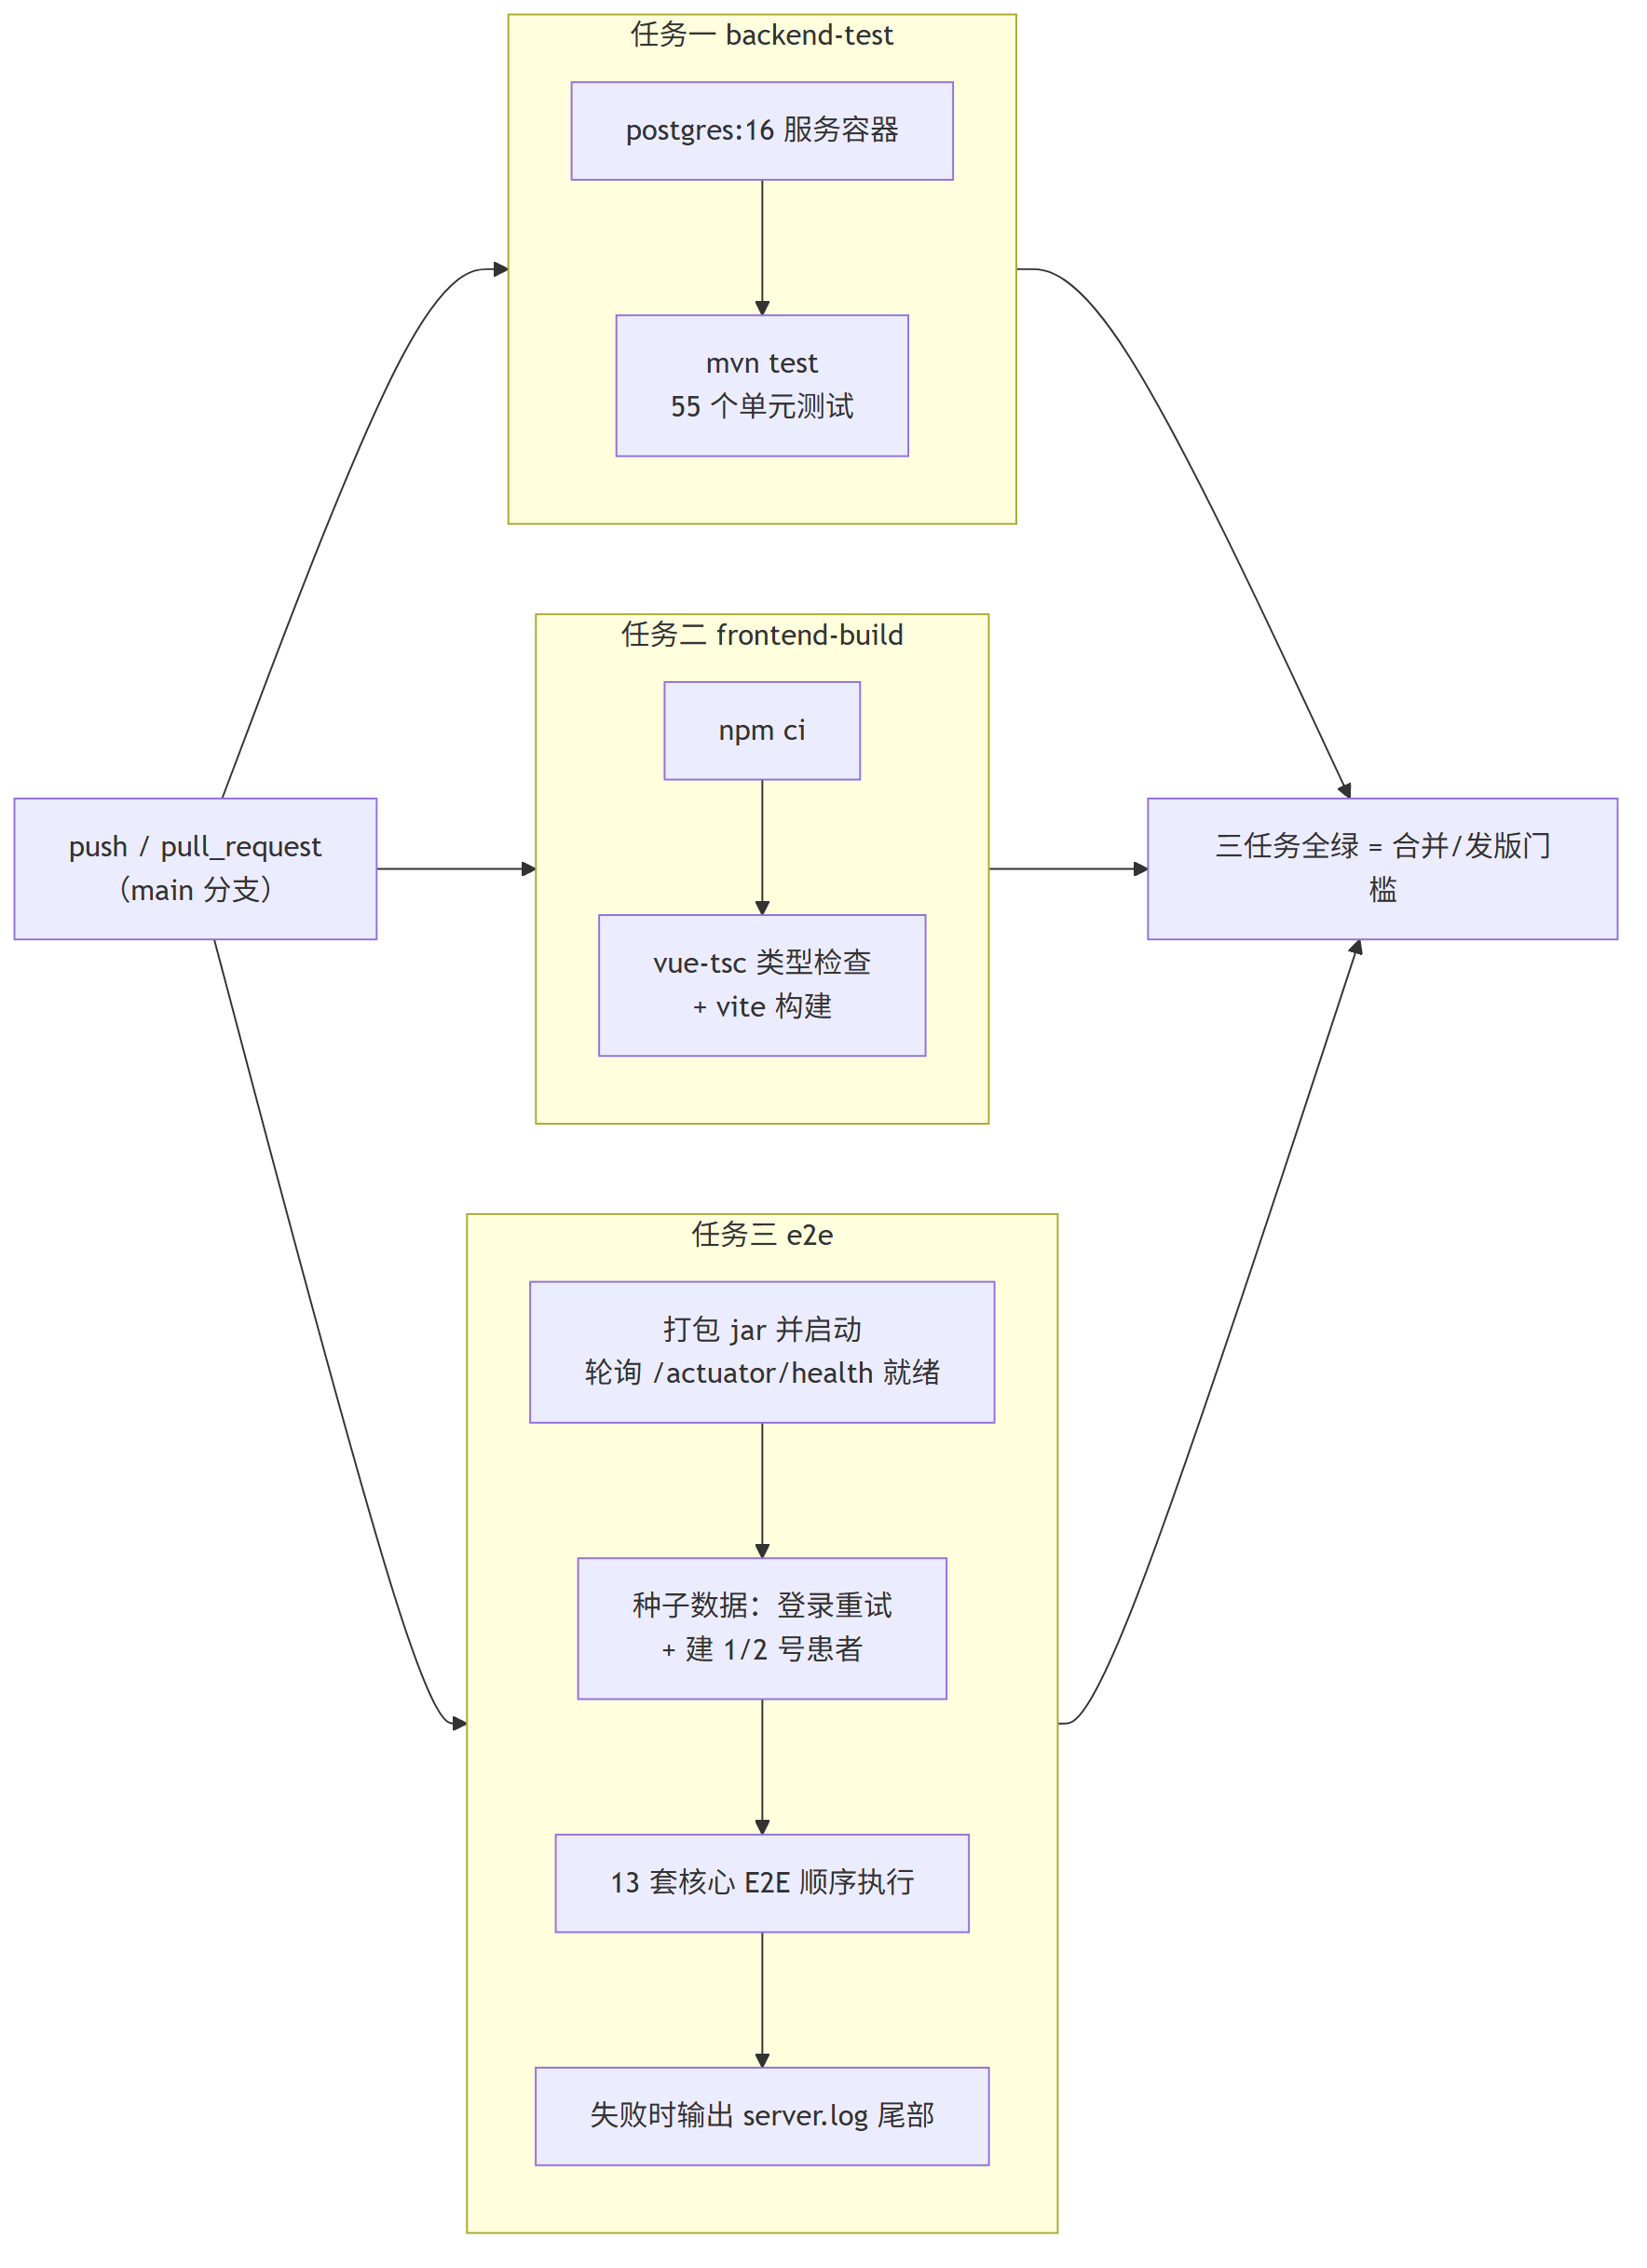 任务一 backend-test
postgres:16 服务容器
mvn test
55 个单元测试
任务二 frontend-build
npm ci
vue-tsc 类型检查
+ vite 构建
push / pull_request
（main 分支）
三任务全绿 = 合并/发版门
槛
任务三 e2e
打包 jar 并启动
轮询 /actuator/health 就绪
种子数据：登录重试
+ 建 1/2 号患者
13 套核心 E2E 顺序执行
失败时输出 server.log 尾部